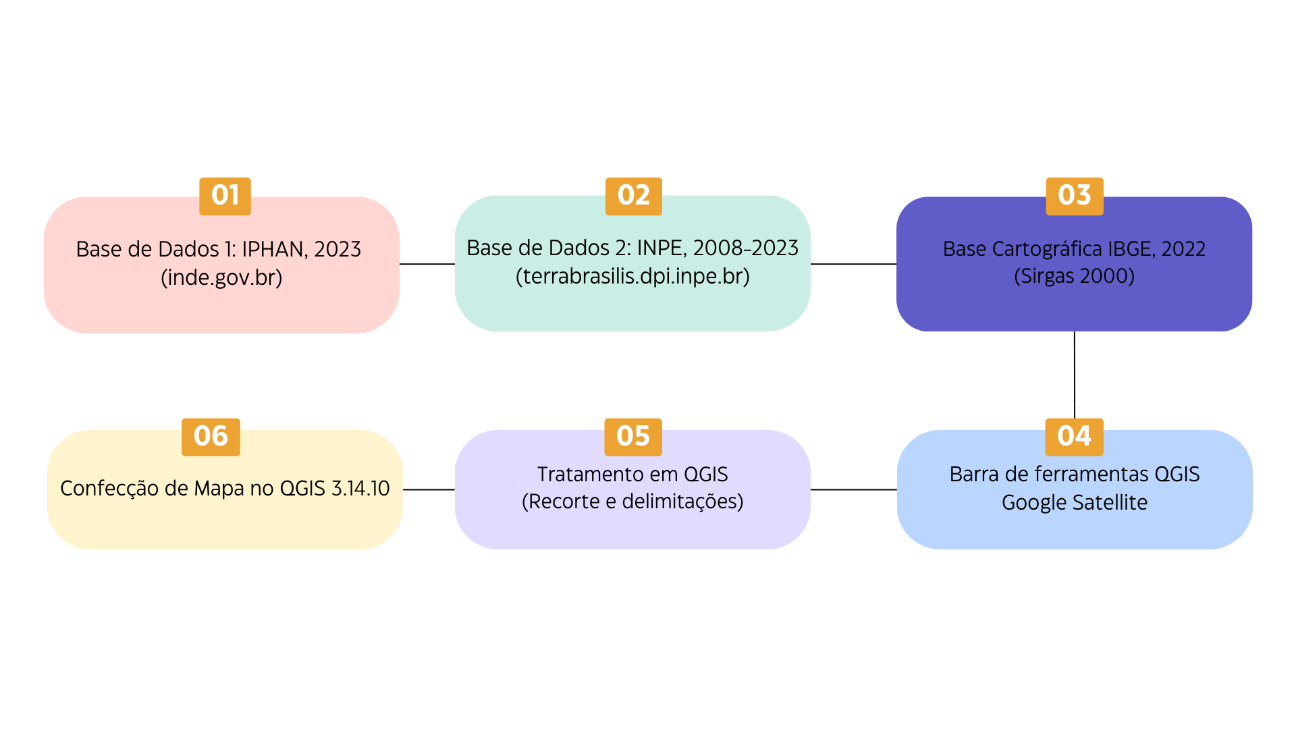 01
Base de Dados 1: IPHAN, 2023
(inde.gov.br)
02
Base de Dados 2: INPE, 2008-2023
(terrabrasilis.dpi.inpe.br)
03
Base Cartográfica IBGE, 2022
(Sirgas 2000)
04
Barra de ferramentas QGIS
Google Satellite
05
Tratamento em QGIS
(Recorte e delimitações)
06
Confecção de Mapa no QGIS 3.14.10